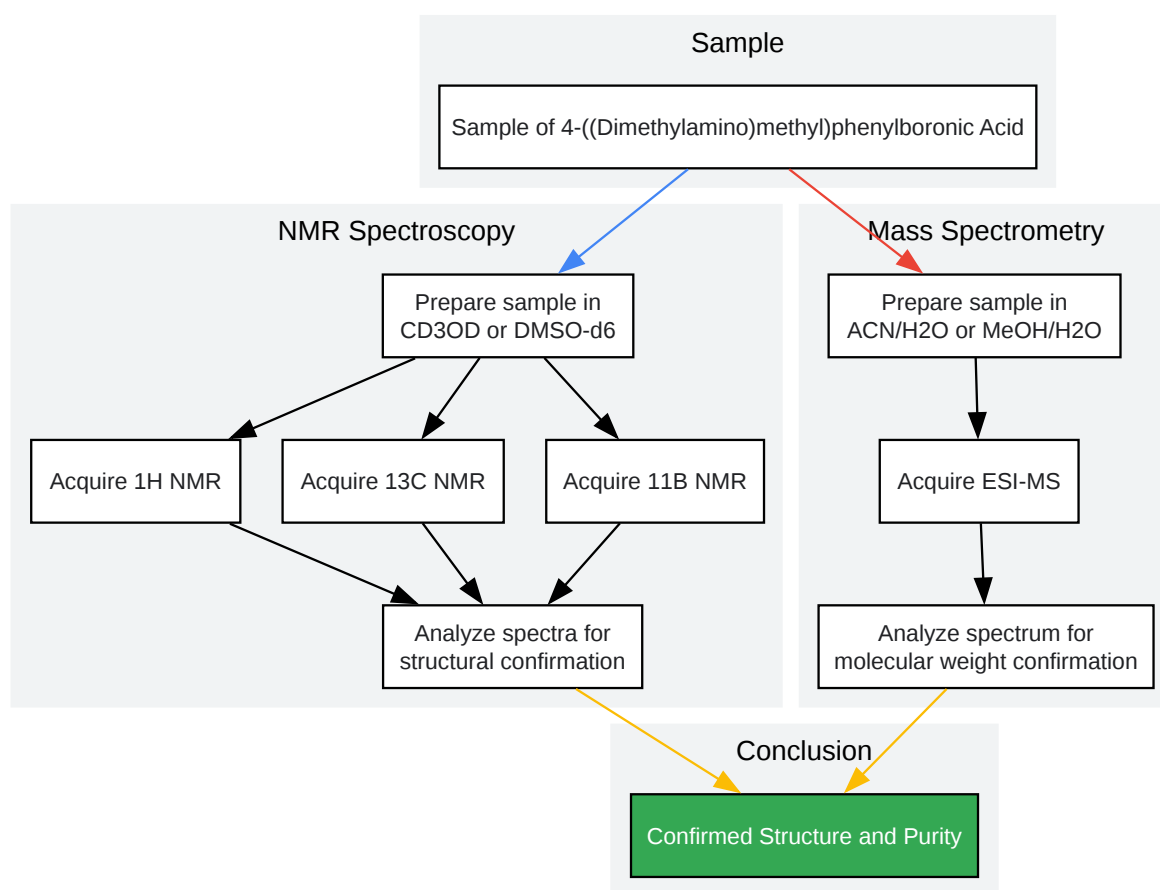 Sample
Sample of 4-((Dimethylamino)methyl)phenylboronic Acid
NMR Spectroscopy
Mass Spectrometry
Prepare sample in
CD3OD or DMSO-d6
Prepare sample in
ACN/H2O or MeOH/H2O
Acquire 1H NMR
Acquire 13C NMR
Acquire 11B NMR
Acquire ESI-MS
Analyze spectra for
structural confirmation
Analyze spectrum for
molecular weight confirmation
Conclusion
Confirmed Structure and Purity